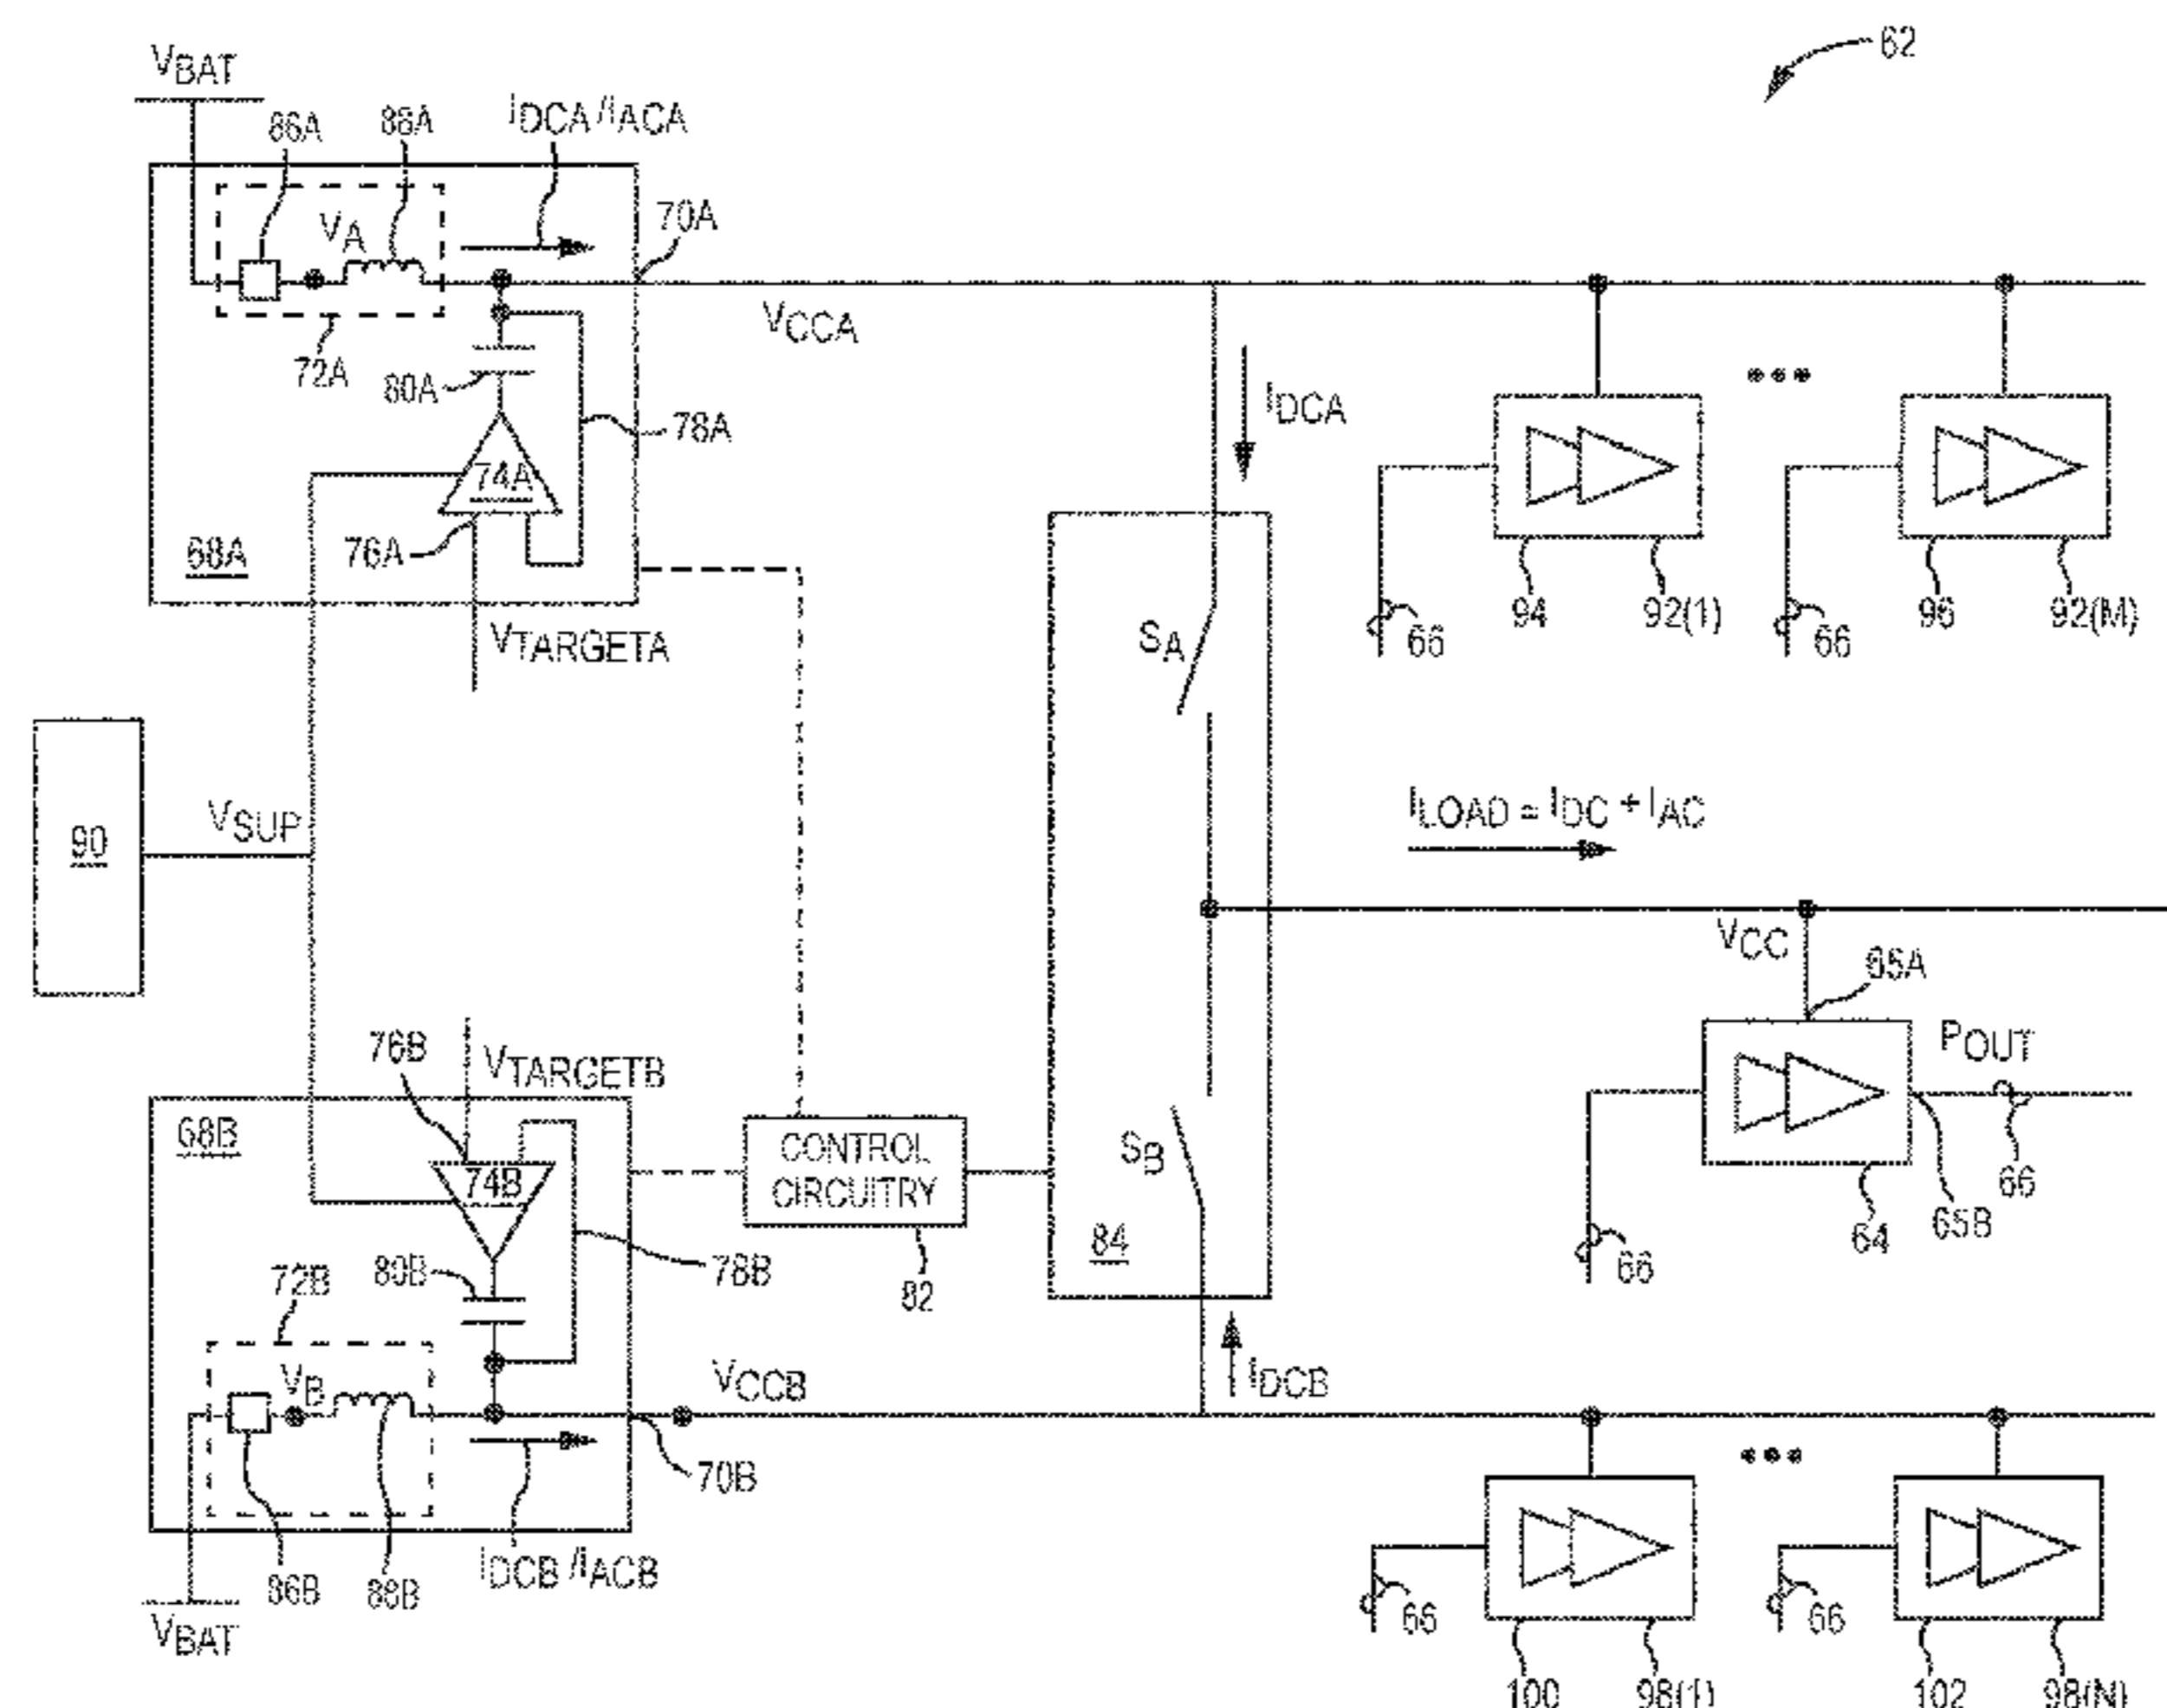 62
VBAT
86A
88A
IDCA/IACA
70A
VA
VCCA
72A
80A
78A
IDCA
74A
76A
68A
94
92(1)
96
92(M)
66
66
VTARGETA
SA
90
VSUP
ILOAD = IDC + IAC
VCC
65A
76B
VTARGETB
POUT
68B
74B
CONTROL
CIRCUITRY
SB
66
65B
64
66
84
82
78B
80B
72B
VB
VCCB
IDCB
70B
86B
88B
IDCB/IACB
VBAT
66
66
100
98(1)
102
98(N)